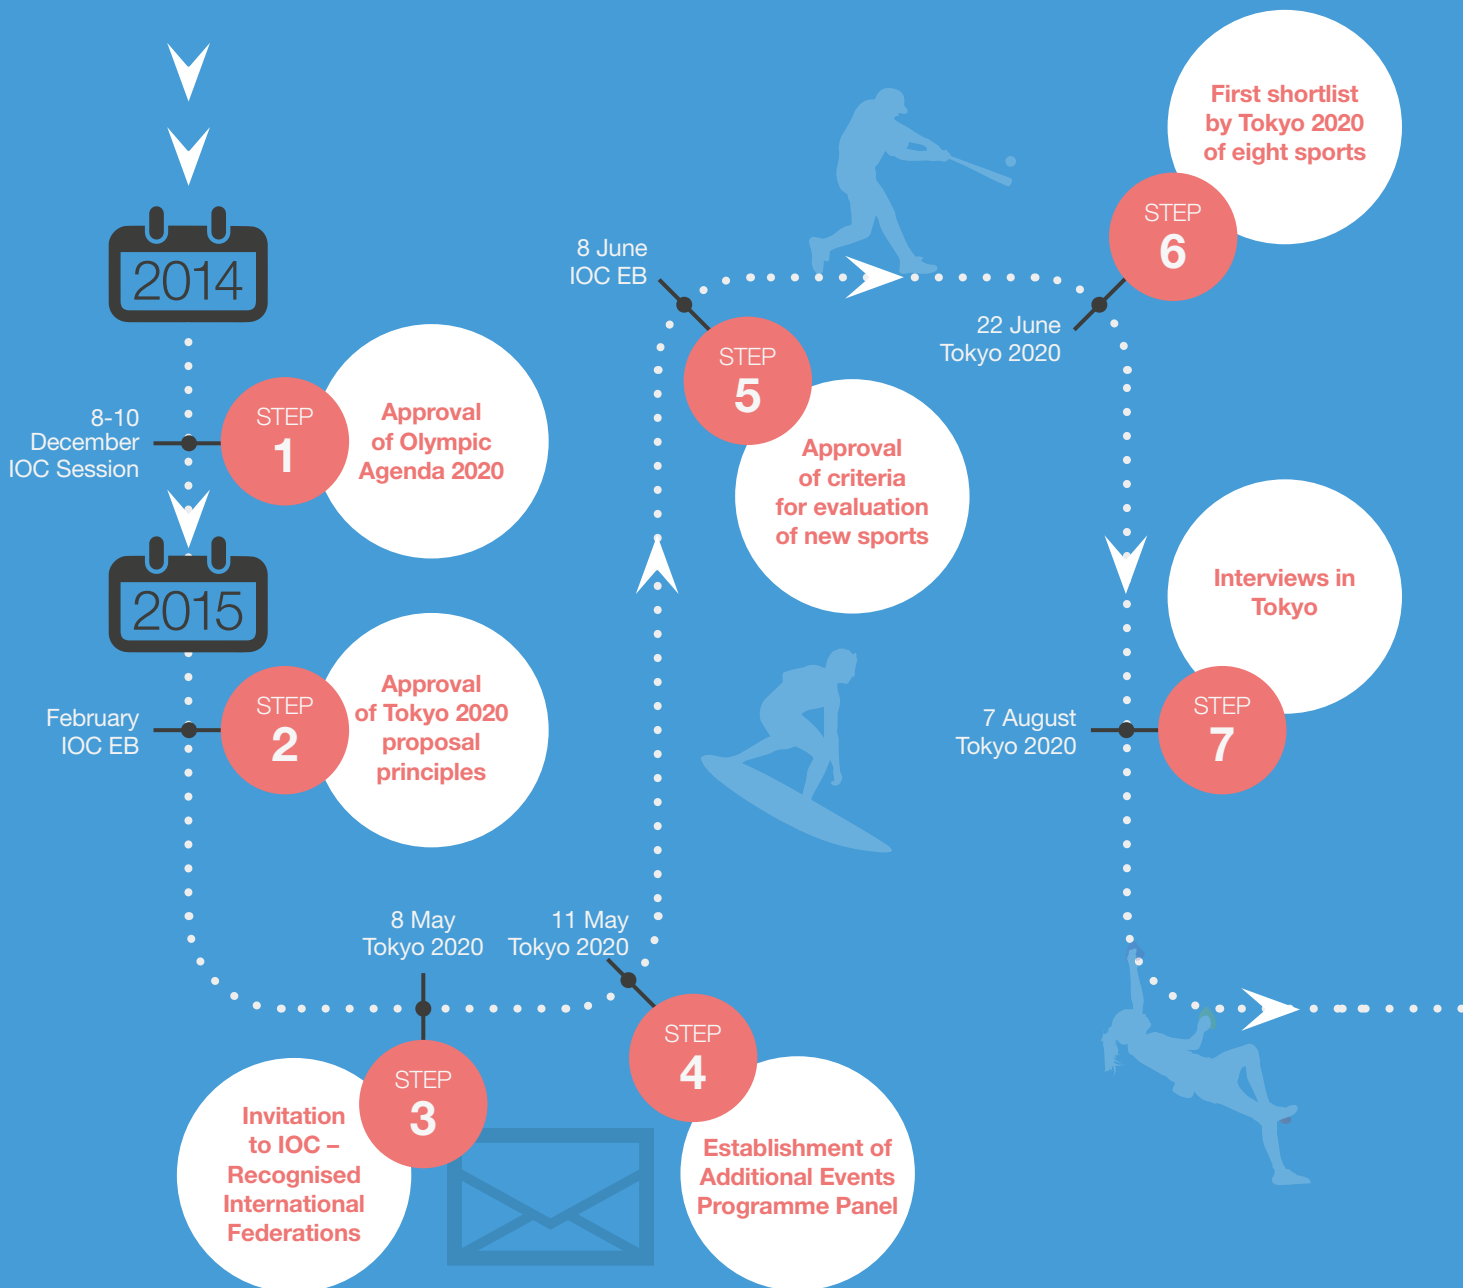 2014
8-10
December
IOC Session
STEP
1
Approval
of Olympic
Agenda 2020
2015
February
IOC EB
STEP
2
Approval
of Tokyo 2020
proposal
principles
8 May
Tokyo 2020
STEP
3
Invitation
to IOC –
Recognised
International
Federations
11 May
Tokyo 2020
STEP
4
Establishment of
Additional Events
Programme Panel
8 June
IOC EB
STEP
5
Approval
of criteria
for evaluation
of new sports
22 June
Tokyo 2020
STEP
6
First shortlist
by Tokyo 2020
of eight sports
7 August
Tokyo 2020
STEP
7
Interviews in
Tokyo